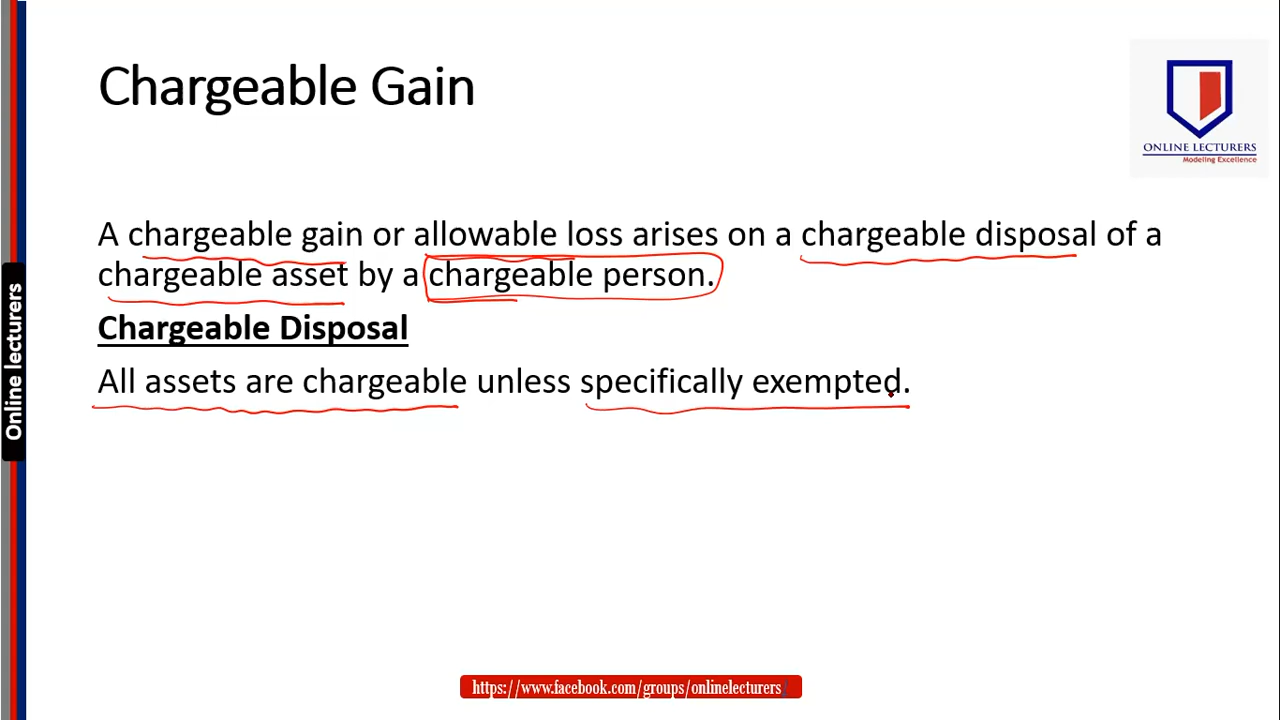 Chargeable Gain
ONLINE LECTURERS
Modeling Excellence
A chargeable gain or allowable loss arises on a chargeable disposal of a
chargeable asset by a chargeable person.
Chargeable Disposal
All assets are chargeable unless specifically exempted.
Online lecturers
https://www.facebook.com/groups/onlinelecturers/